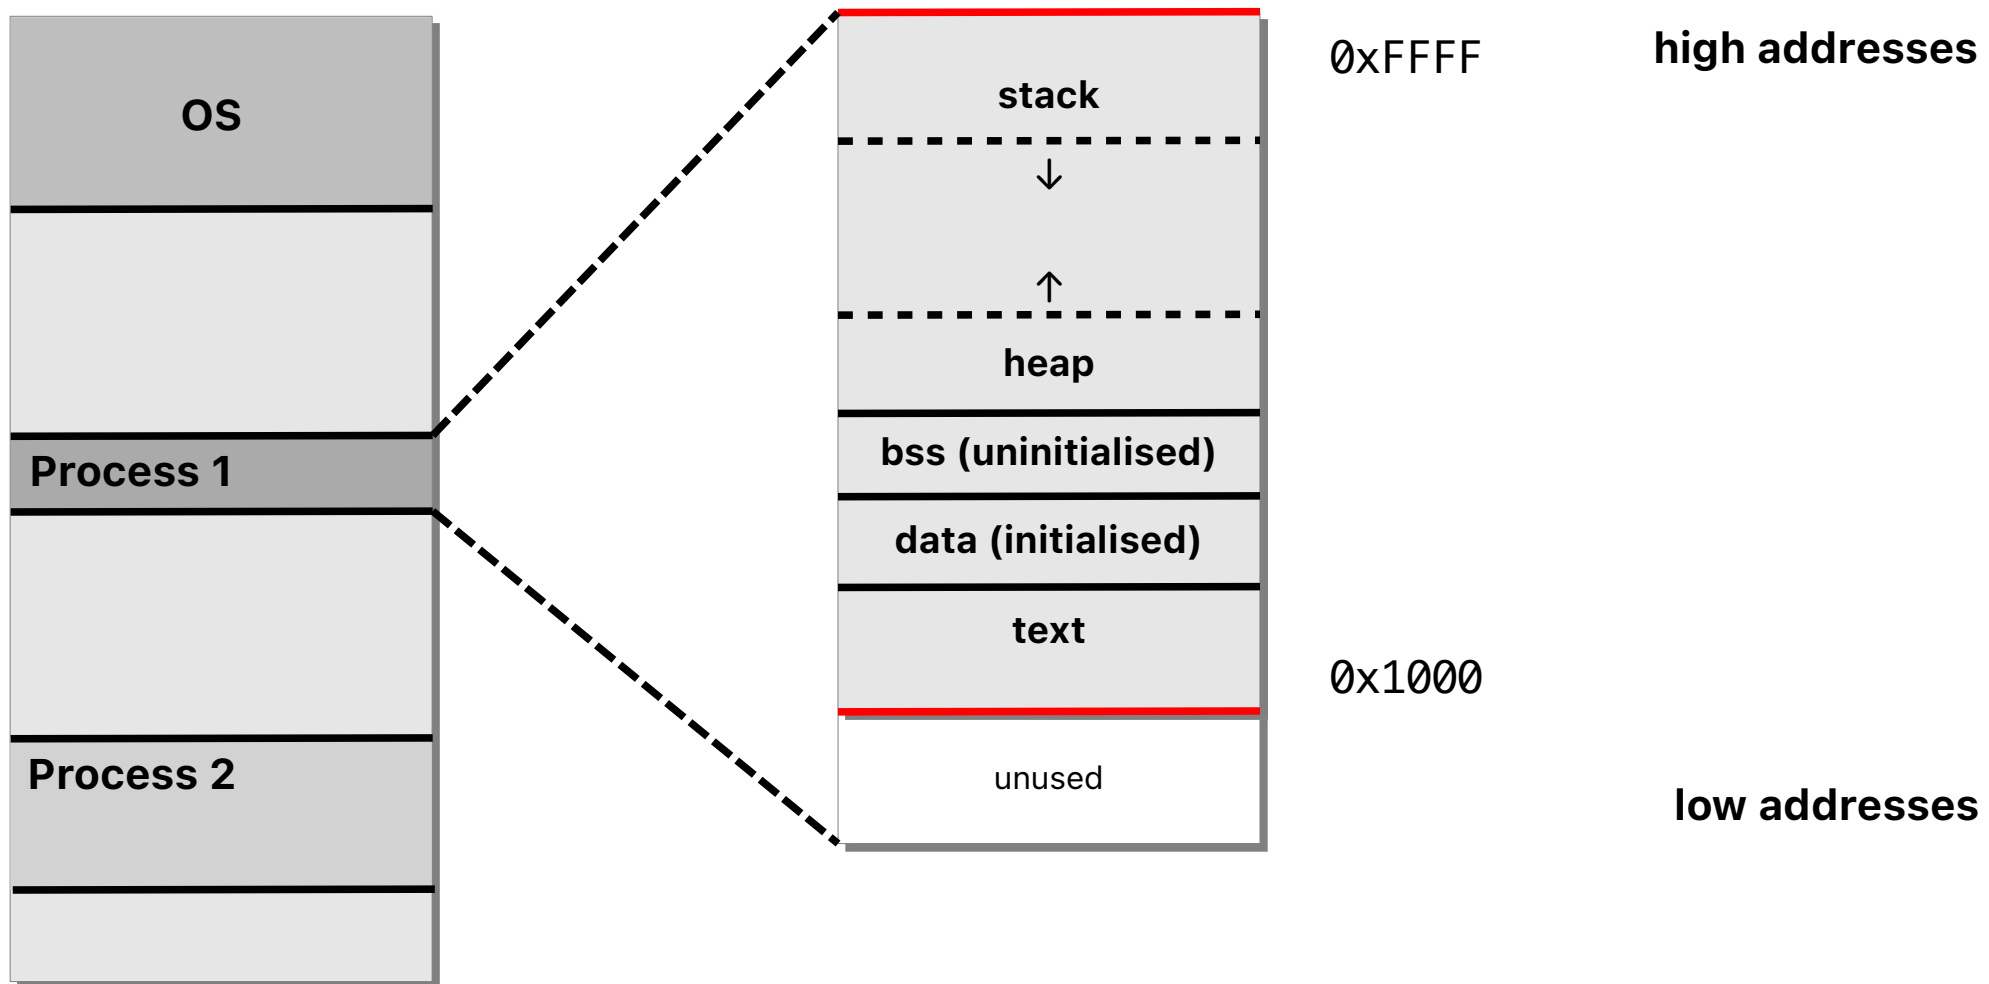 OS
Process 1
Process 2
stack
↓
↑
heap
bss (uninitialised)
data (initialised)
text
unused
0xFFFF
0x1000
high addresses
low addresses